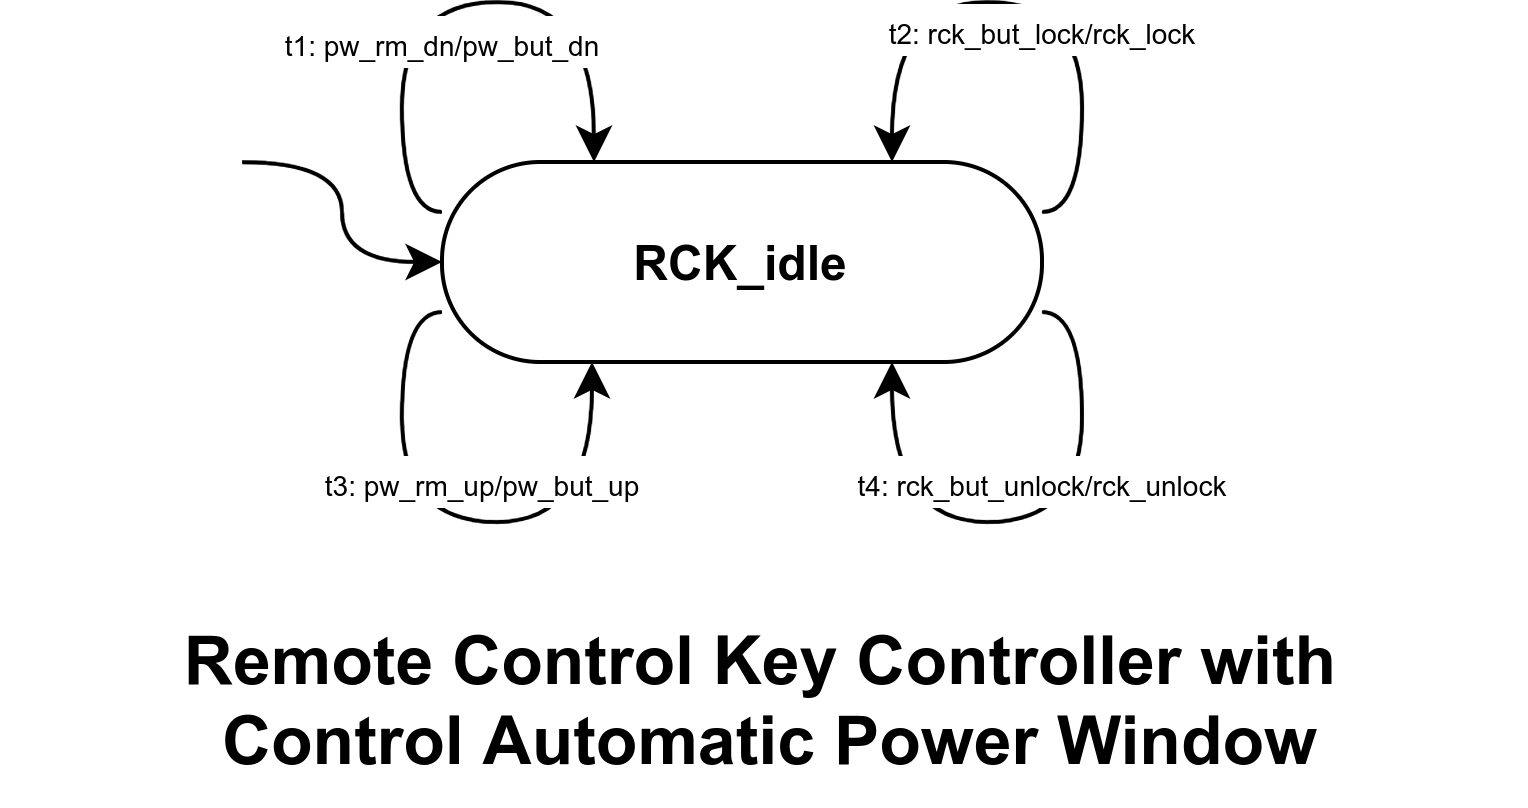 t1: pw_rm_dn/pw_but_dn
t2: rck_but_lock/rck_lock
RCK_idle
t3: pw_rm_up/pw_but_up
t4: rck_but_unlock/rck_unlock
Remote Control Key Controller with
Control Automatic Power Window